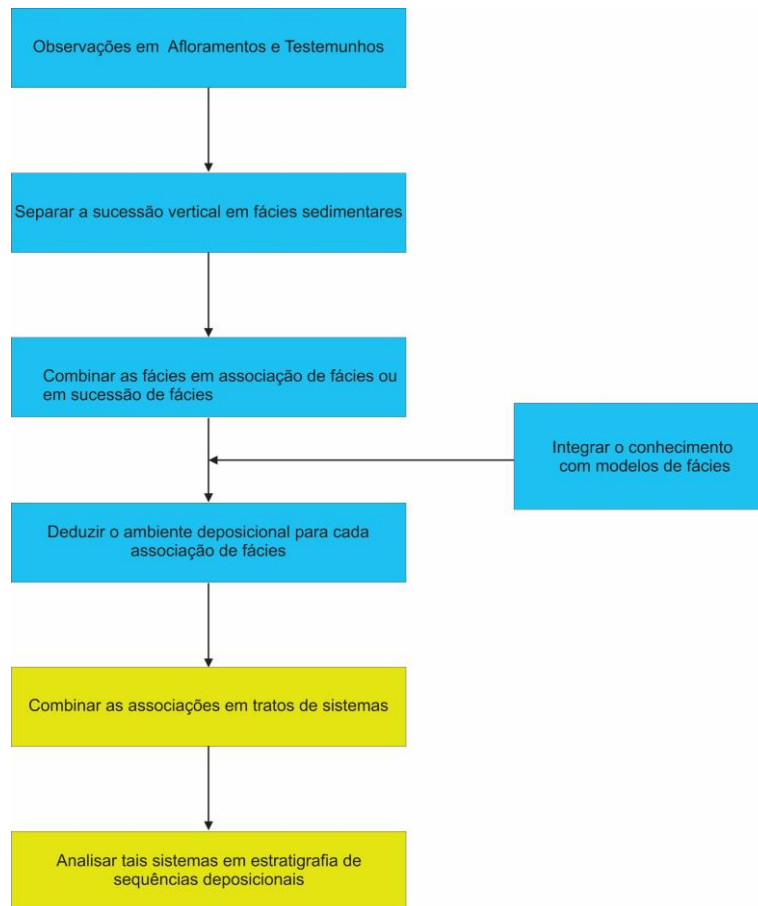 Observações em Afloramentos e Testemunhos
Separar a sucessão vertical em fácies sedimentares
Combinar as fácies em associação de fácies ou
em sucessão de fácies
Integrar o conhecimento
com modelos de fácies
Deduzir o ambiente deposicional para cada
associação de fácies
Combinar as associações em tratos de sistemas
Analisar tais sistemas em estratigrafia de
sequências deposicionais